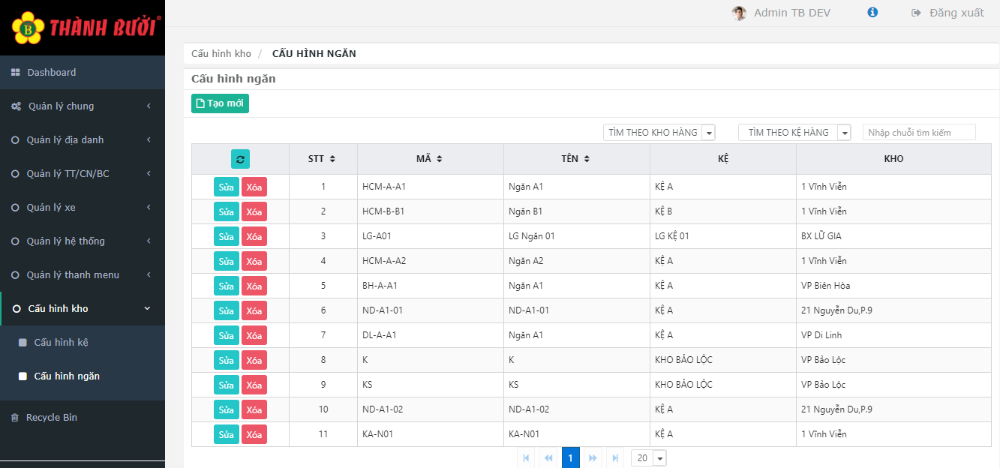 THÀNH BƯỞI®
Admin TB DEV
Đăng xuất
Dashboard
Quản lý chung
Quản lý địa danh
Quản lý TT/CN/BC
Quản lý xe
Quản lý hệ thống
Quản lý thanh menu
Cấu hình kho
Cấu hình kệ
Cấu hình ngăn
Recycle Bin
Cấu hình kho / CẤU HÌNH NGĂN
Cấu hình ngăn
Tạo mới
TÌM THEO KHO HÀNG TÌM THEO KỆ HÀNG Nhập chuỗi tìm kiếm
STT MÃ TÊN KỆ KHO
Sửa Xóa 1 HCM-A-A1 Ngăn A1 KỆ A 1 Vĩnh Viễn
Sửa Xóa 2 HCM-B-B1 Ngăn B1 KỆ B 1 Vĩnh Viễn
Sửa Xóa 3 LG-A01 LG Ngăn 01 LG KỆ 01 BX LỮ GIA
Sửa Xóa 4 HCM-A-A2 Ngăn A2 KỆ A 1 Vĩnh Viễn
Sửa Xóa 5 BH-A-A1 Ngăn A1 KỆ A VP Biên Hòa
Sửa Xóa 6 ND-A1-01 ND-A1-01 KỆ A 21 Nguyễn Du,P.9
Sửa Xóa 7 DL-A-A1 Ngăn A1 KỆ A VP Di Linh
Sửa Xóa 8 K K KHO BẢO LỘC VP Bảo Lộc
Sửa Xóa 9 KS KS KHO BẢO LỘC VP Bảo Lộc
Sửa Xóa 10 ND-A1-02 ND-A1-02 KỆ A 21 Nguyễn Du,P.9
Sửa Xóa 11 KA-N01 KA-N01 KỆ A 1 Vĩnh Viễn
1 20